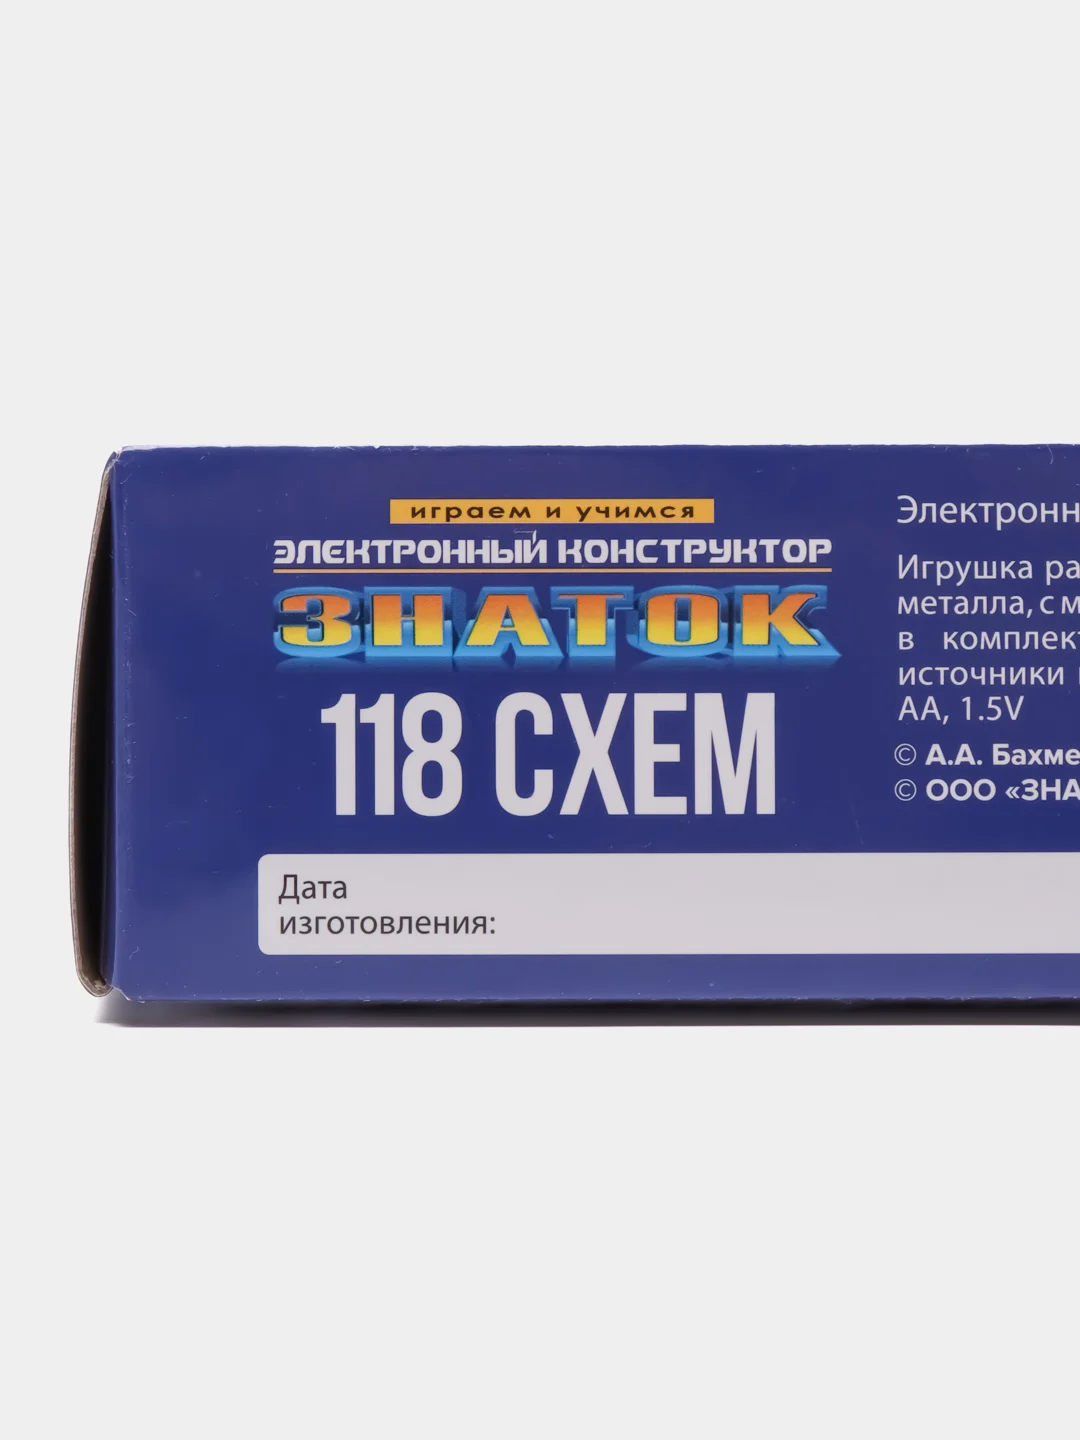 играем и учимся
ЭЛЕКТРОННЫЙ КОНСТРУКТОР
ЗНАТОК
118 СХЕМ
Дата
изготовления:
Электронн
Игрушка ра
металла, с м
в комплек
источники
АА, 1.5V
© А.А. Бахме
© ООО «ЗНА